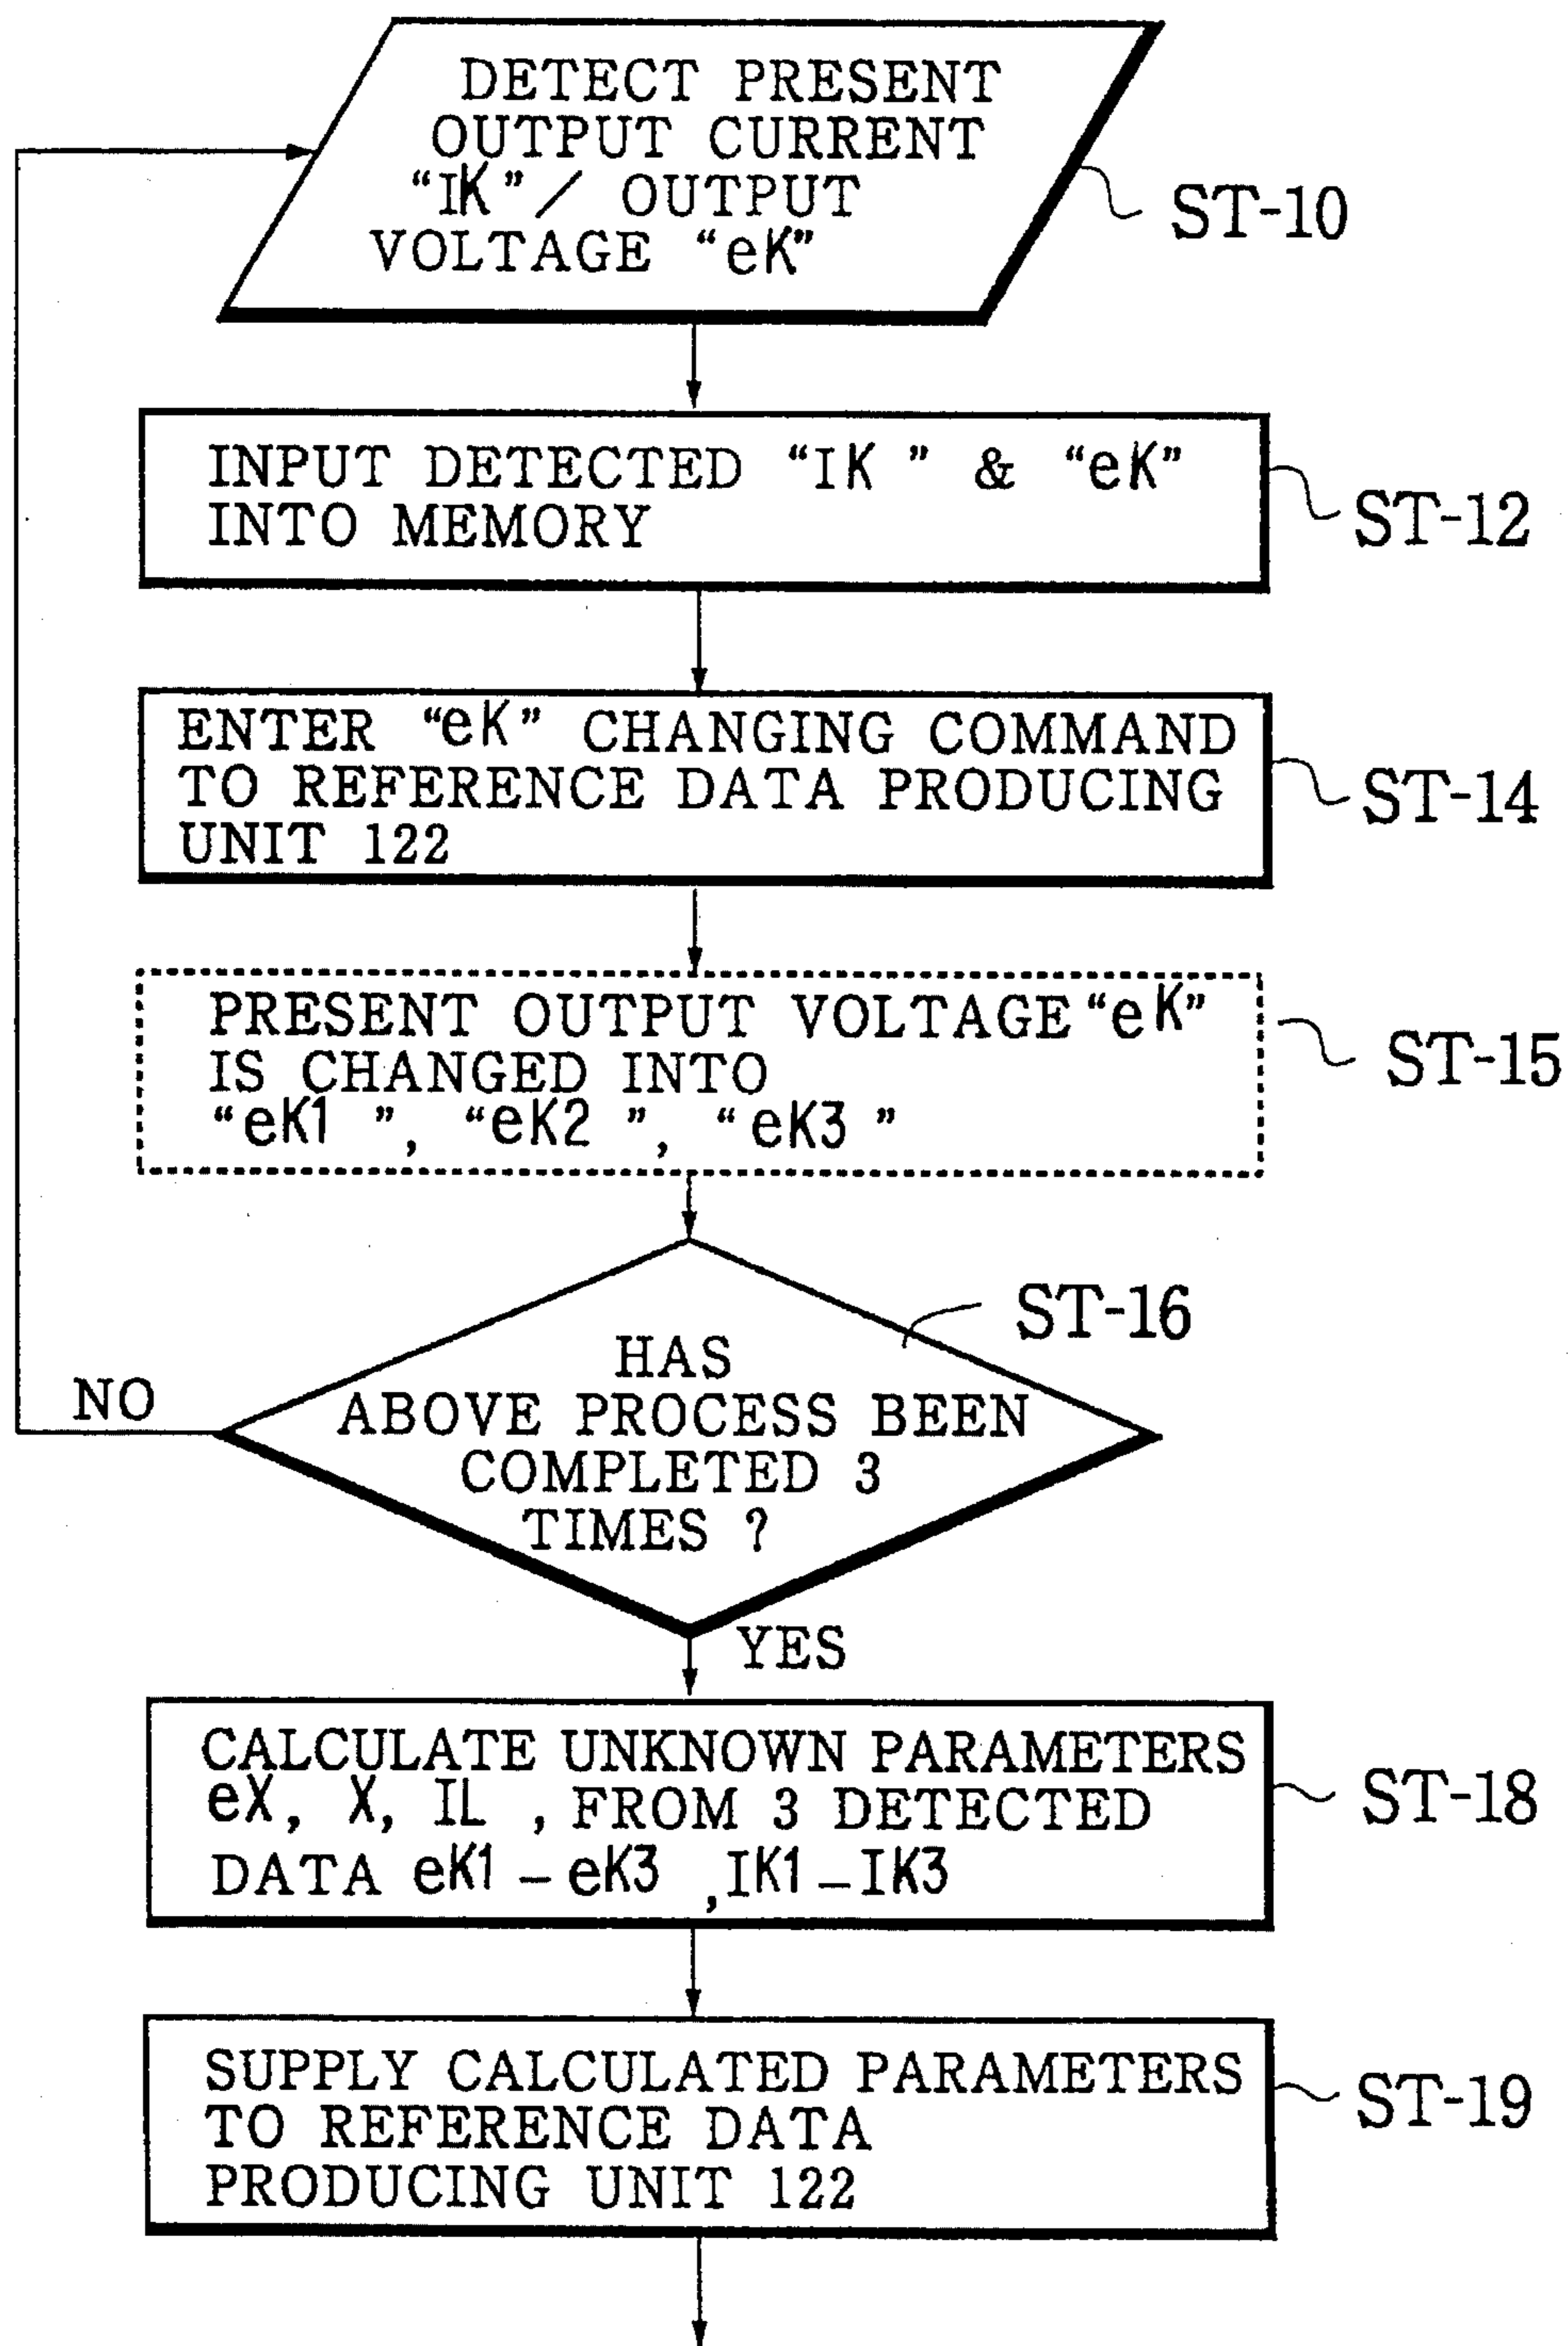 DETECT PRESENT
OUTPUT CURRENT
“IK” / OUTPUT
VOLTAGE “eK”
ST-10
INPUT DETECTED “IK ” & “eK”
INTO MEMORY
ST-12
ENTER “eK” CHANGING COMMAND
TO REFERENCE DATA PRODUCING
UNIT 122
ST-14
PRESENT OUTPUT VOLTAGE “eK”
IS CHANGED INTO
“eK1 ”, “eK2 ”, “eK3 ”
ST-15
ST-16
HAS
ABOVE PROCESS BEEN
COMPLETED 3
TIMES ?
NO
YES
CALCULATE UNKNOWN PARAMETERS
eX, X, IL , FROM 3 DETECTED
DATA eK1 – eK3 ,IK1 – IK3
ST-18
SUPPLY CALCULATED PARAMETERS
TO REFERENCE DATA
PRODUCING UNIT 122
ST-19